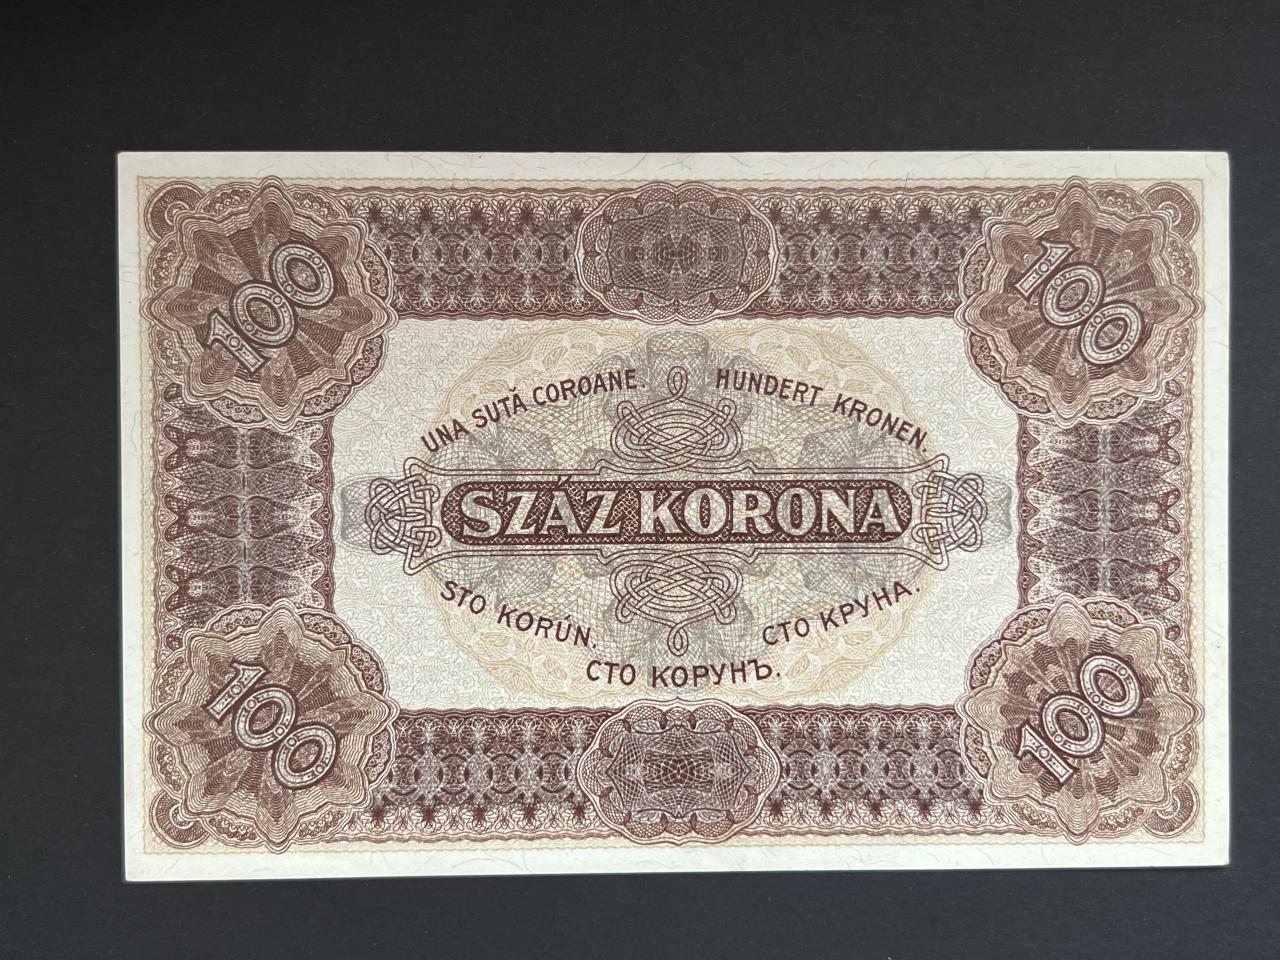 100
100
UNA SUTĂ COROANE.
HUNDERT KRONEN.
SZÁZ KORONA
STO KORÚN.
СТО КРУНА.
СТО КОРУНЪ.
100
100